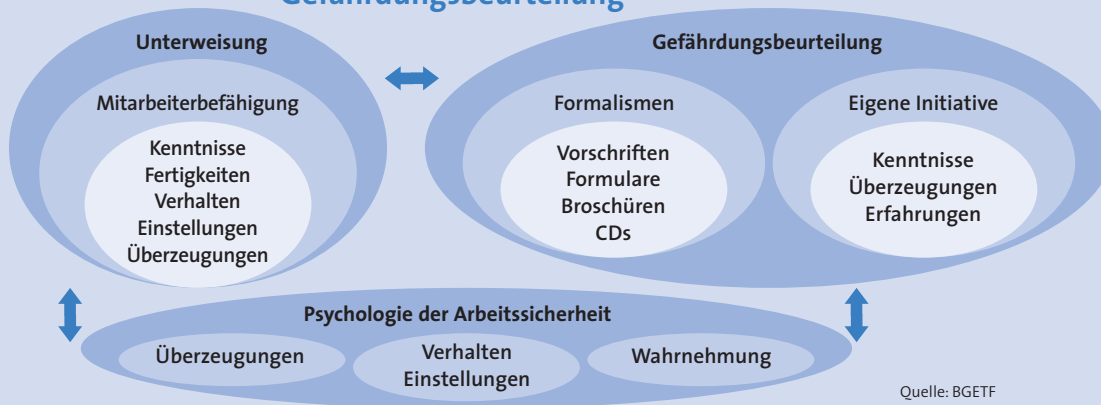 Gefährdungsbeurteilung
Unterweisung
Mitarbeiterbefähigung
Kenntnisse
Fertigkeiten
Verhalten
Einstellungen
Überzeugungen
Gefährdungsbeurteilung
Formalismen
Vorschriften
Formulare
Broschüren
CDs
Eigene Initiative
Kenntnisse
Überzeugungen
Erfahrungen
Psychologie der Arbeitssicherheit
Überzeugungen
Verhalten
Einstellungen
Wahrnehmung
Quelle: BGETF